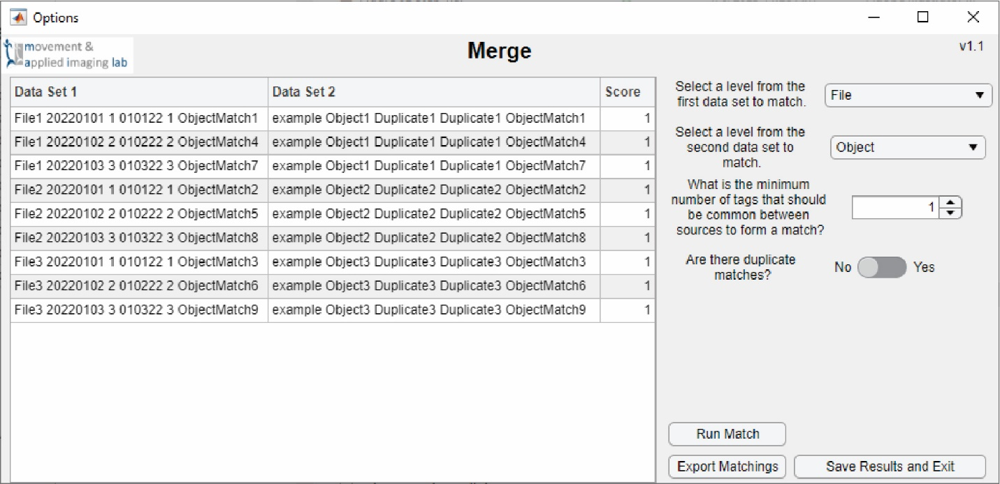 Options
movement &
applied imaging lab
Merge
v1.1
Data Set 1 Data Set 2 Score
File1 20220101 1 010122 1 ObjectMatch1 example Object1 Duplicate1 Duplicate1 ObjectMatch1 1
File1 20220102 2 010222 2 ObjectMatch4 example Object1 Duplicate1 Duplicate1 ObjectMatch4 1
File1 20220103 3 010322 3 ObjectMatch7 example Object1 Duplicate1 Duplicate1 ObjectMatch7 1
File2 20220101 1 010122 1 ObjectMatch2 example Object2 Duplicate2 Duplicate2 ObjectMatch2 1
File2 20220102 2 010222 2 ObjectMatch5 example Object2 Duplicate2 Duplicate2 ObjectMatch5 1
File2 20220103 3 010322 3 ObjectMatch8 example Object2 Duplicate2 Duplicate2 ObjectMatch8 1
File3 20220101 1 010122 1 ObjectMatch3 example Object3 Duplicate3 Duplicate3 ObjectMatch3 1
File3 20220102 2 010222 2 ObjectMatch6 example Object3 Duplicate3 Duplicate3 ObjectMatch6 1
File3 20220103 3 010322 3 ObjectMatch9 example Object3 Duplicate3 Duplicate3 ObjectMatch9 1
Select a level from the
first data set to match.
File
Select a level from the
second data set to
match.
Object
What is the minimum
number of tags that should
be common between
sources to form a match?
1
Are there duplicate
matches?
No Yes
Run Match
Export Matchings Save Results and Exit